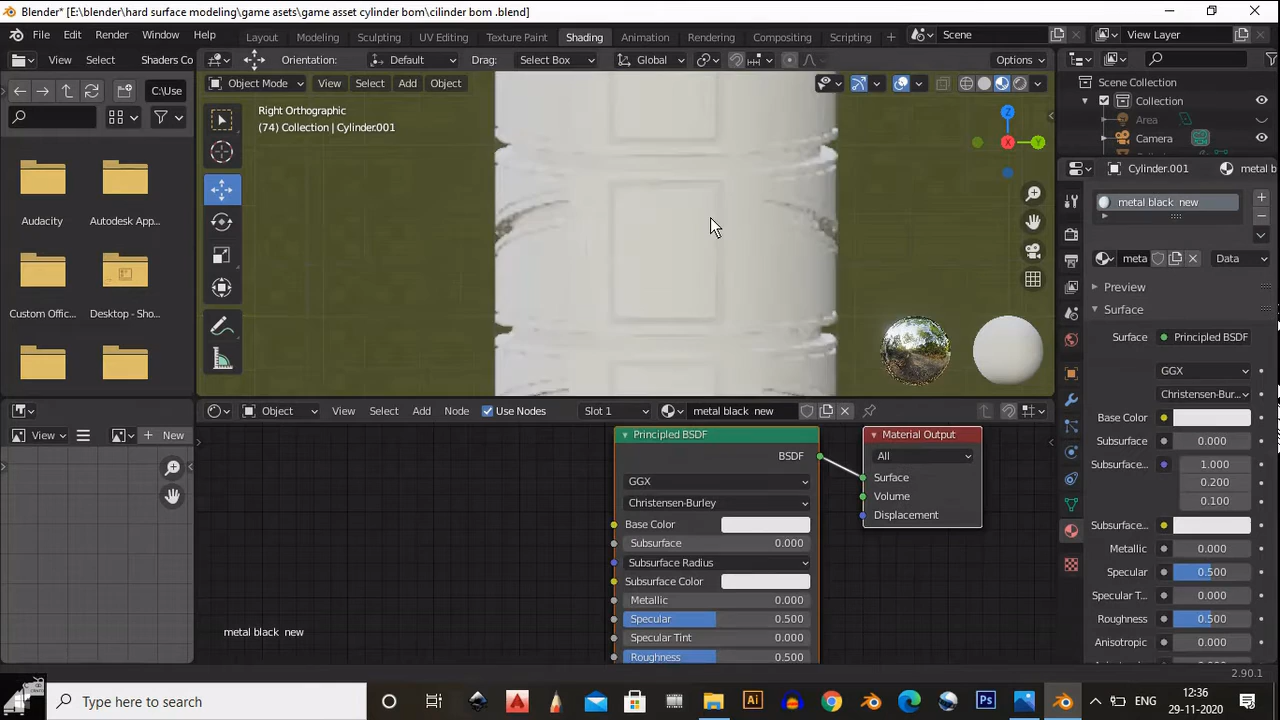 Blender* [E:\blender\hard surface modeling\game asets\game asset cylinder bom\cilinder bom .blend]
File Edit Render Window Help Layout Modeling Sculpting UV Editing Texture Paint Shading Animation Rendering Compositing Scripting Scene View Layer
View Select Shaders Co Orientation: Default Drag: Select Box Global Options
C:\Use Object Mode View Select Add Object Scene Collection
Collection
Right Orthographic
(74) Collection | Cylinder.001
Area
Camera
Z
X
Y
Cylinder.001 metal black new
metal black new
Audacity Autodesk App...
meta Data
Preview
Surface
Custom Offic... Desktop - Sho...
Surface Principled BSDF
GGX
Christensen-Bur...
Base Color
Subsurface 0.000
Subsurface... 1.000
0.200
0.100
Subsurface...
Metallic 0.000
Specular 0.500
Specular T... 0.000
Roughness 0.500
Anisotropic 0.000
Object View Select Add Node Use Nodes Slot 1 metal black new
View New
Principled BSDF
BSDF
GGX
Christensen-Burley
Base Color
Subsurface 0.000
Subsurface Radius
Subsurface Color
Metallic 0.000
Specular 0.500
Specular Tint 0.000
Roughness 0.500
Material Output
All
Surface
Volume
Displacement
metal black new
2.90.1
Type here to search
Ai
Ps
ENG
12:36
29-11-2020